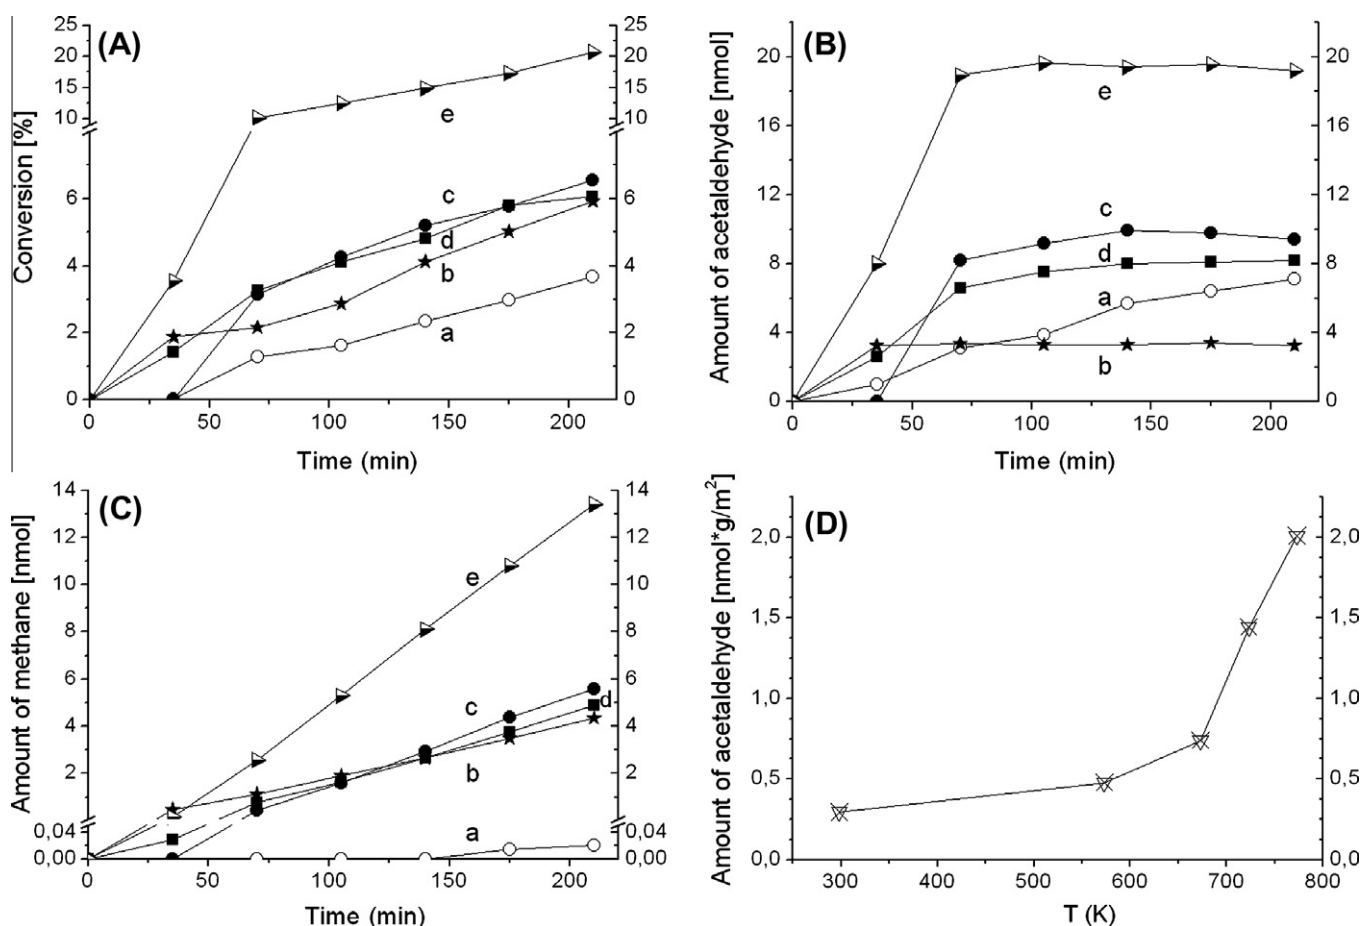 (A)
Conversion [%]
25
20
15
10
6
4
2
0
25
20
15
10
6
4
2
0
e
c
d
b
a
0 50 100 150 200
Time (min)
(B)
Amount of acetaldehyde [nmol]
20
16
12
8
4
0
20
16
12
8
4
0
e
c
d
a
b
0 50 100 150 200
Time (min)
(C)
Amount of methane [nmol]
14
12
10
8
6
4
2
0,04
0,00
14
12
10
8
6
4
2
0,04
0,00
e
c
d
b
a
0 50 100 150 200
Time (min)
(D)
Amount of acetaldehyde [nmol*g/m²]
2,0
1,5
1,0
0,5
0,0
2,0
1,5
1,0
0,5
0,0
300 400 500 600 700 800
T (K)